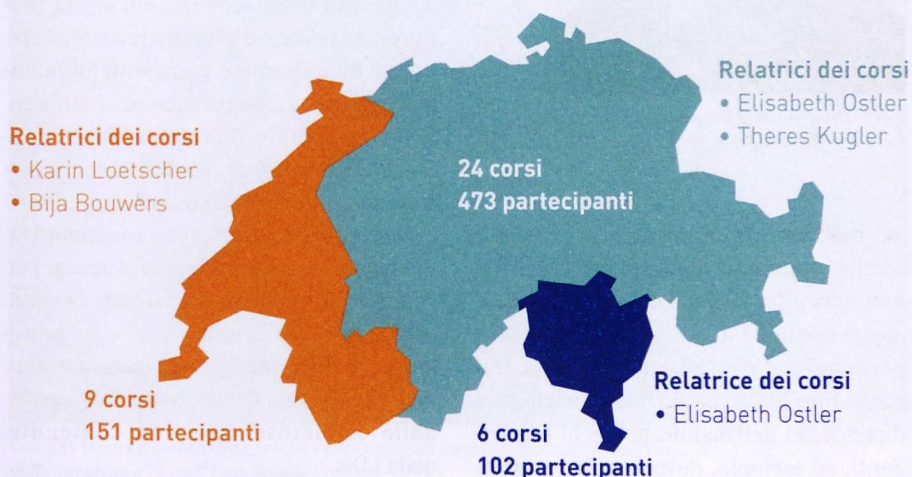 Relatrici dei corsi
• Elisabeth Ostler
• Theres Kugler
Relatrici dei corsi
• Karin Loetscher
• Bija Bouwers
24 corsi
473 partecipanti
9 corsi
151 partecipanti
Relatrice dei corsi
• Elisabeth Ostler
6 corsi
102 partecipanti